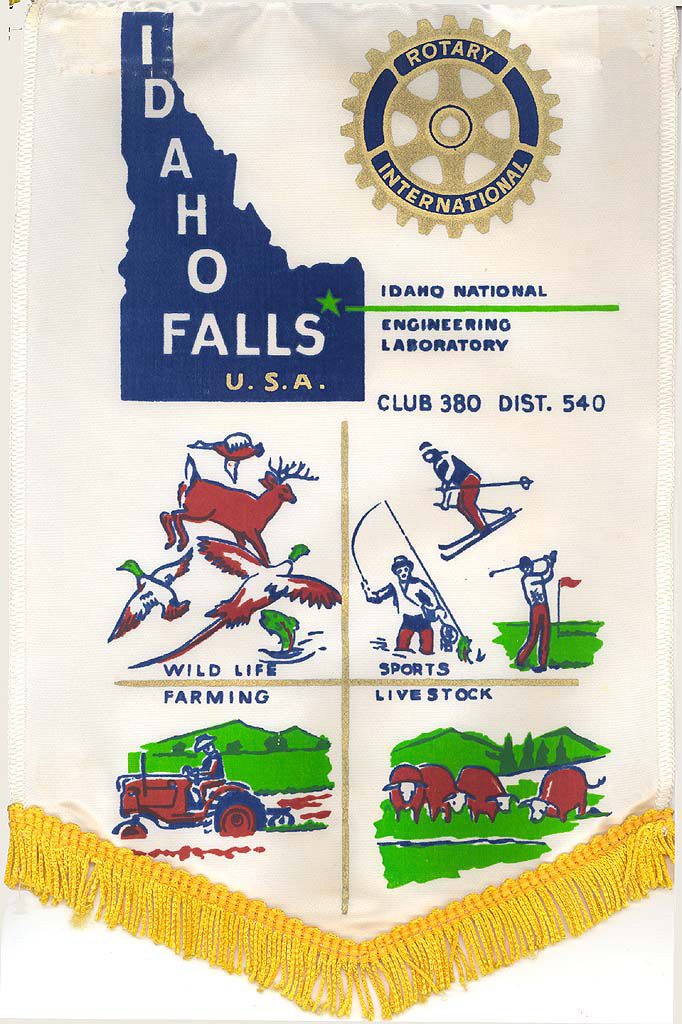 IDAHO
FALLS
U.S.A.
ROTARY
INTERNATIONAL
IDAHO NATIONAL
ENGINEERING
LABORATORY
CLUB 380 DIST. 540
WILD LIFE
SPORTS
FARMING
LIVESTOCK